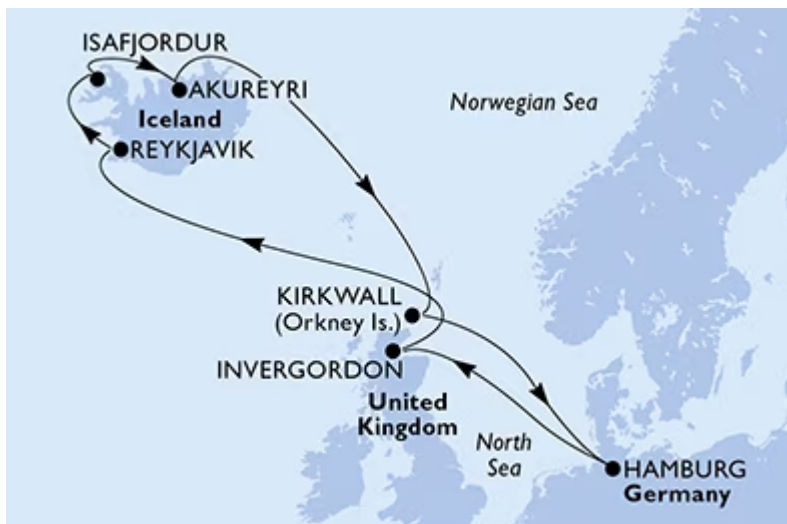 ISAFJORDUR
AKUREYRI
Iceland
REYKJAVIK
Norwegian Sea
KIRKWALL
(Orkney Is.)
INVERGORDON
United
Kingdom
North
Sea
HAMBURG
Germany